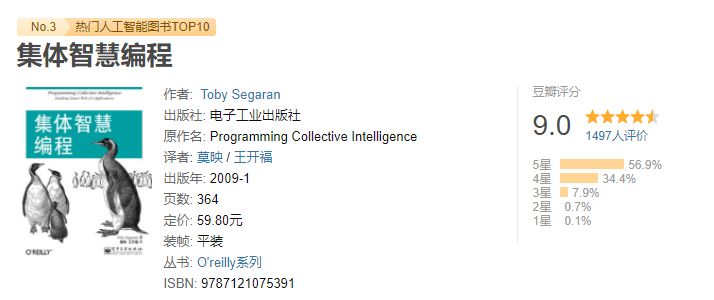 No.3 热门人工智能图书TOP10
集体智慧编程
Programming Collective Intelligence
集体智慧
编程
O'REILLY
作者: Toby Segaran
出版社: 电子工业出版社
原作名: Programming Collective Intelligence
译者: 莫映 / 王开福
出版年: 2009-1
页数: 364
定价: 59.80元
装帧: 平装
丛书: O'reilly系列
ISBN: 9787121075391
豆瓣评分
9.0
1497人评价
5星 56.9%
4星 34.4%
3星 7.9%
2星 0.7%
1星 0.1%